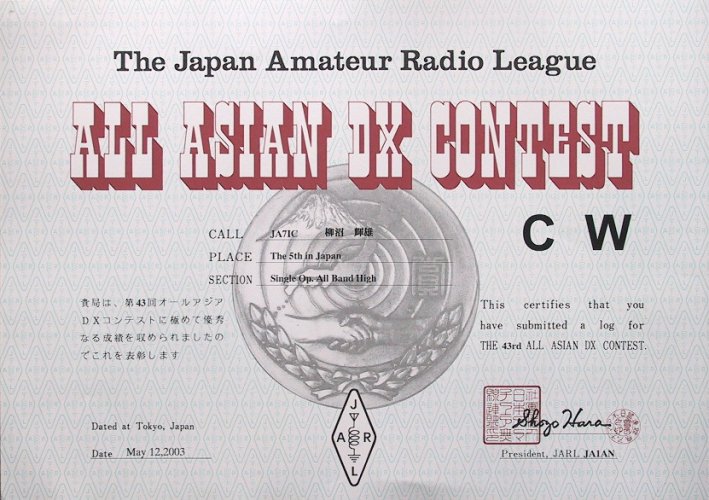 The Japan Amateur Radio League
ALL ASIAN DX CONTEST
CW
CALL JA7IC 柳沼 輝雄
PLACE The 5th in Japan
SECTION Single Op. All Band High
貴局は、第43回オールアジア
DXコンテストに極めて優秀
なる成績を収められましたの
でこれを表彰します
This certifies that you
have submitted a log for
THE 43rd ALL ASIAN DX CONTEST.
J
A R
L
Dated at Tokyo, Japan
Date May 12,2003
Shozo Hara
President, JARL JA1AN